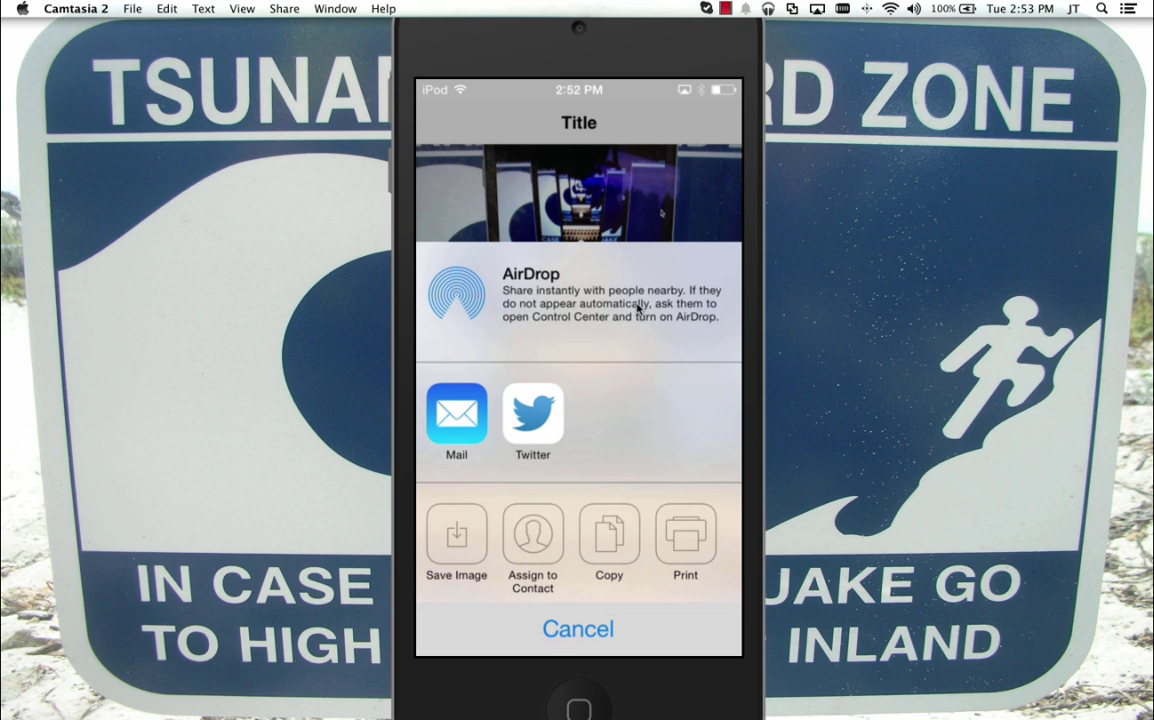 Camtasia 2 File Edit Text View Share Window Help 100% Tue 2:53 PM JT
TSUNA
RD ZONE
iPod 2:52 PM
Title
AirDrop
Share instantly with people nearby. If they
do not appear automatically, ask them to
open Control Center and turn on AirDrop.
Mail Twitter
Save Image Assign to Contact Copy Print
Cancel
IN CASE
UAKE GO
TO HIGH
INLAND